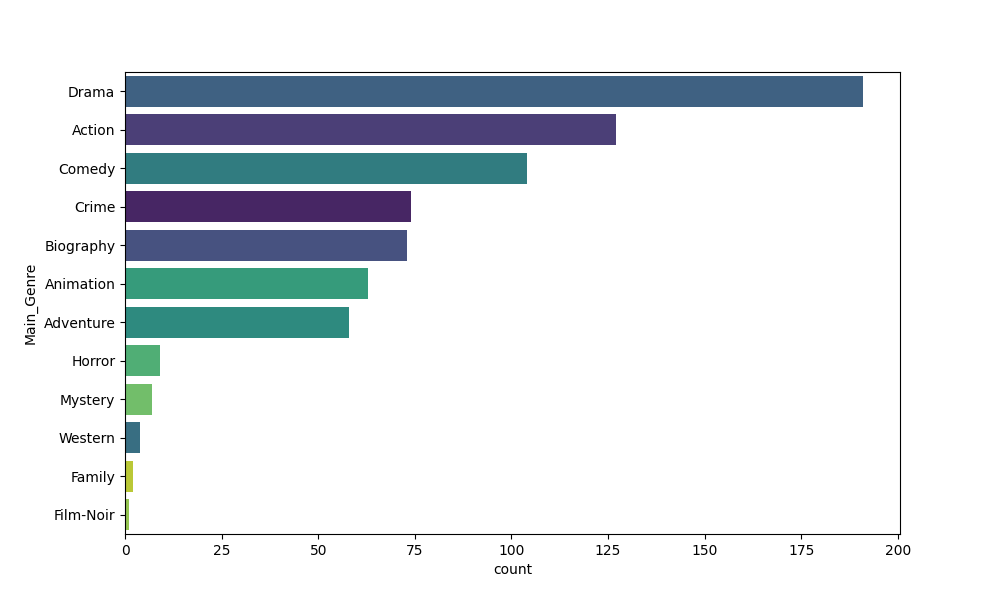 Main_Genre
Drama
Action
Comedy
Crime
Biography
Animation
Adventure
Horror
Mystery
Western
Family
Film-Noir
0 25 50 75 100 125 150 175 200
count